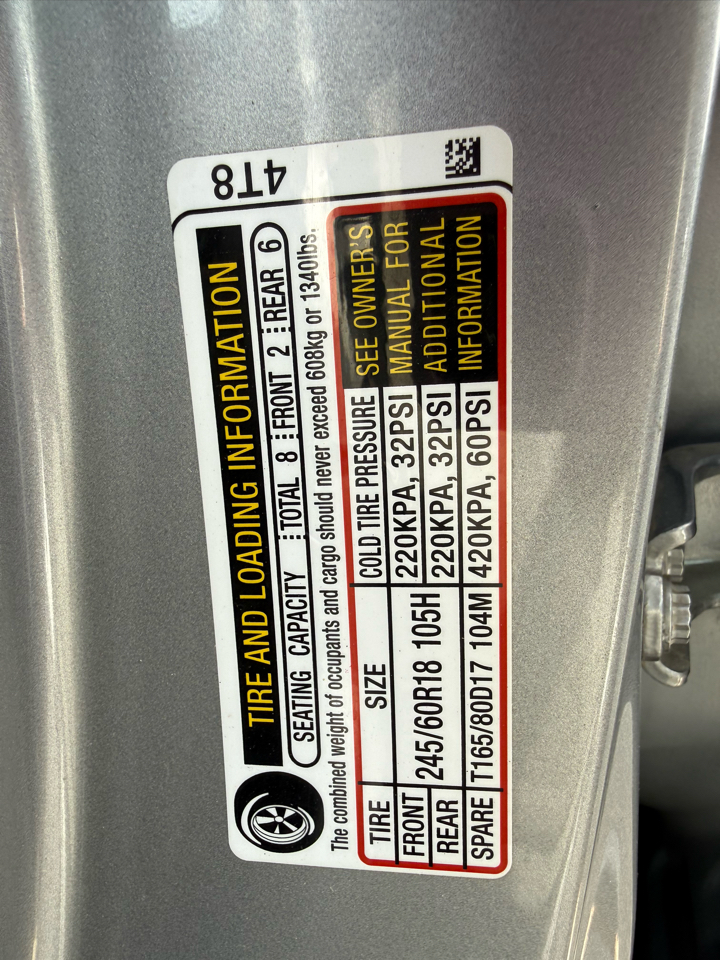 TIRE AND LOADING INFORMATION
SEATING CAPACITY TOTAL 8 FRONT 2 REAR 6
The combined weight of occupants and cargo should never exceed 608kg or 1340lbs.
TIRE SIZE COLD TIRE PRESSURE
FRONT 245/60R18 105H 220KPA, 32PSI
REAR 220KPA, 32PSI
SPARE T165/80D17 104M 420KPA, 60PSI
SEE OWNER'S
MANUAL FOR
ADDITIONAL
INFORMATION
4T8